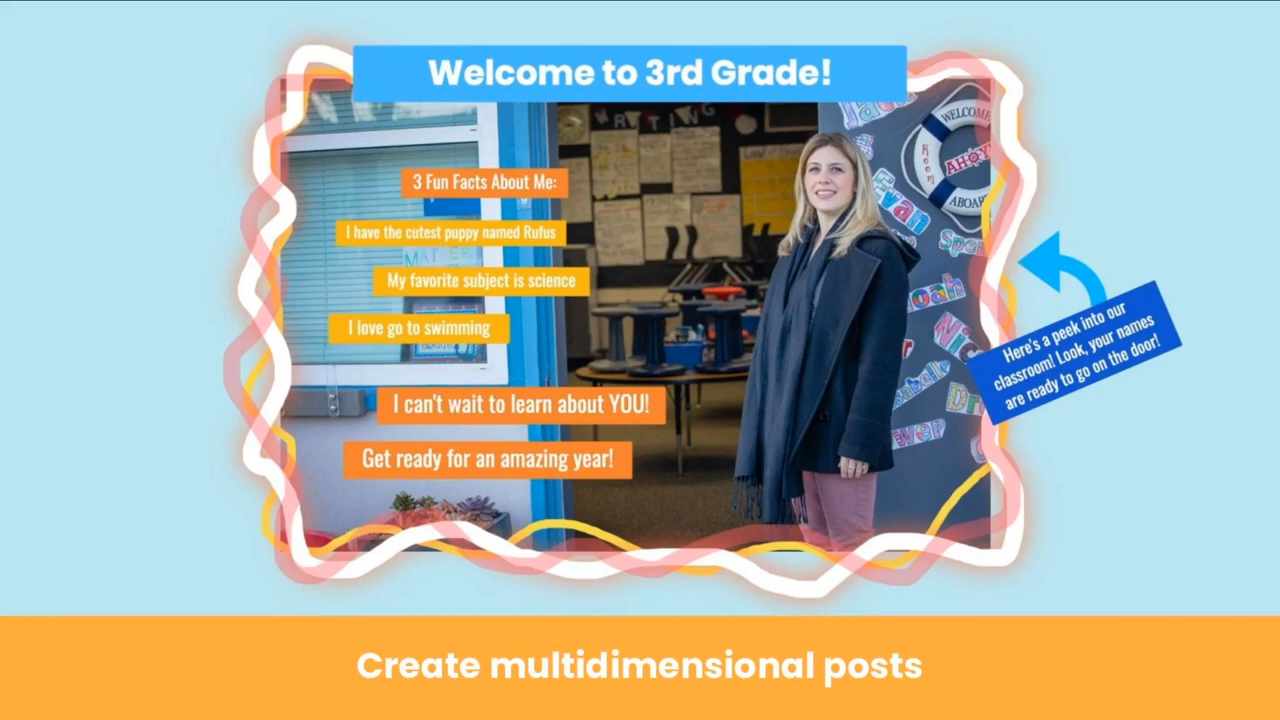 Welcome to 3rd Grade!
WRITING
WELCOME
Room
AHOY
ABOAR
Evan
3 Fun Facts About Me:
I have the cutest puppy named Rufus
My favorite subject is science
I love go to swimming
I can't wait to learn about YOU!
Get ready for an amazing year!
Here's a peek into our
classroom! Look, your names
are ready to go on the door!
Create multidimensional posts